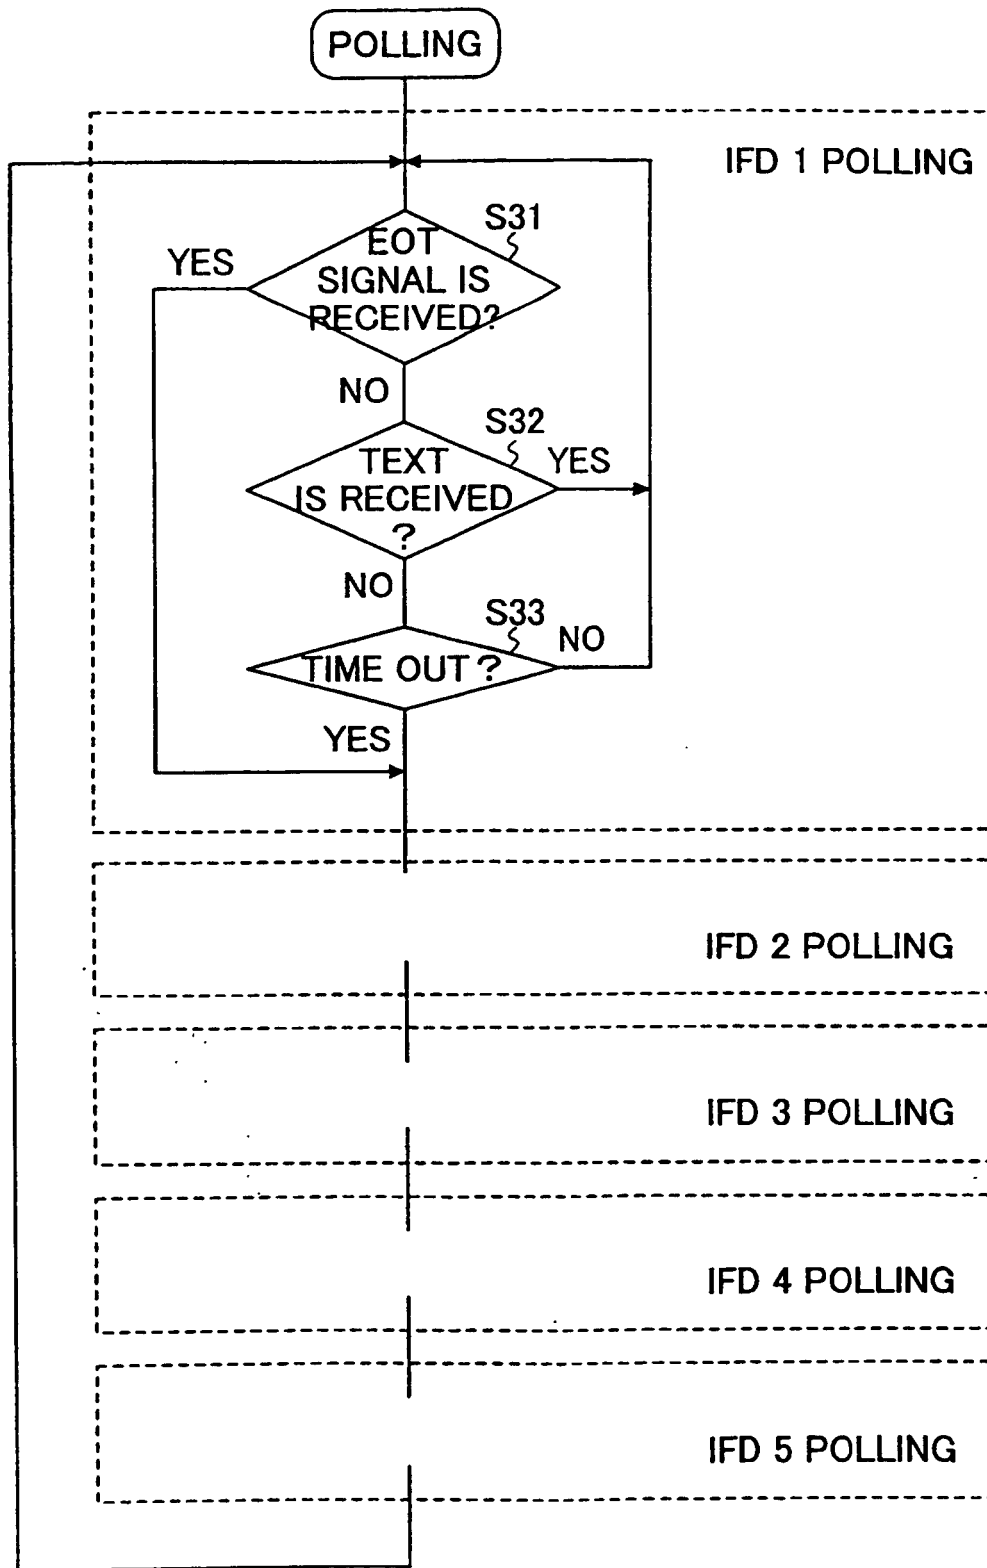 POLLING
IFD 1 POLLING
S31
EOT
SIGNAL IS
RECEIVED?
YES
NO
S32
TEXT
IS RECEIVED
?
YES
NO
S33
TIME OUT ?
NO
YES
IFD 2 POLLING
IFD 3 POLLING
IFD 4 POLLING
IFD 5 POLLING